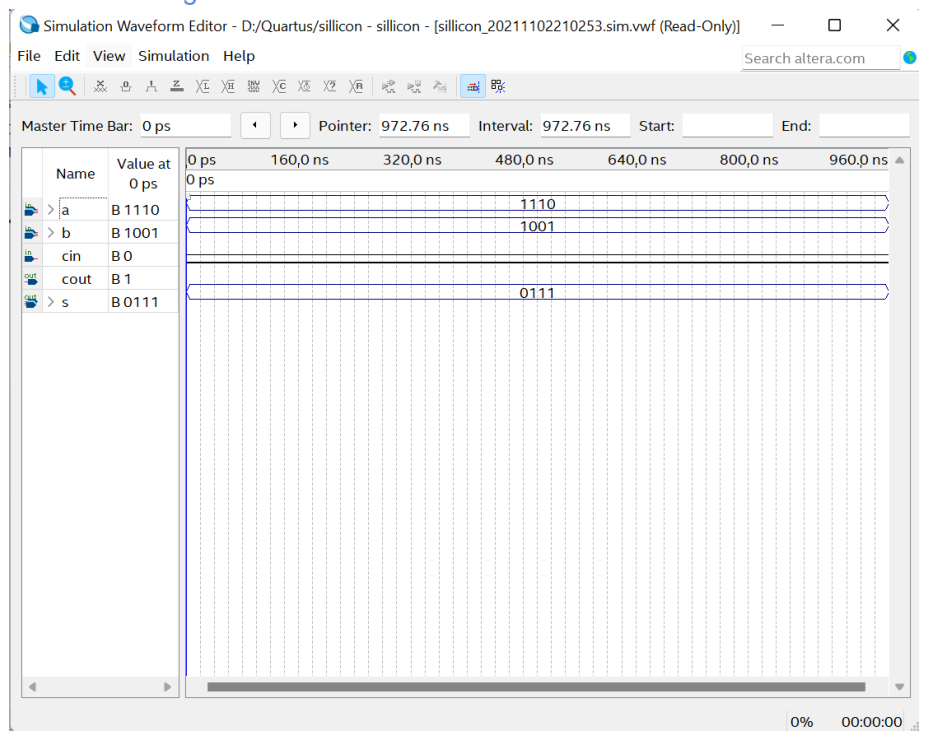 Simulation Waveform Editor - D:/Quartus/sillicon - sillicon - [sillicon_20211102210253.sim.vwf (Read-Only)]
File Edit View Simulation Help
Search altera.com
Master Time Bar: 0 ps Pointer: 972.76 ns Interval: 972.76 ns Start: End:
Name Value at 0 ps
0 ps 160,0 ns 320,0 ns 480,0 ns 640,0 ns 800,0 ns 960.0 ns
0 ps
in > a B 1110 1110
in > b B 1001 1001
in cin B 0
out cout B 1
out > s B 0111 0111
0% 00:00:00